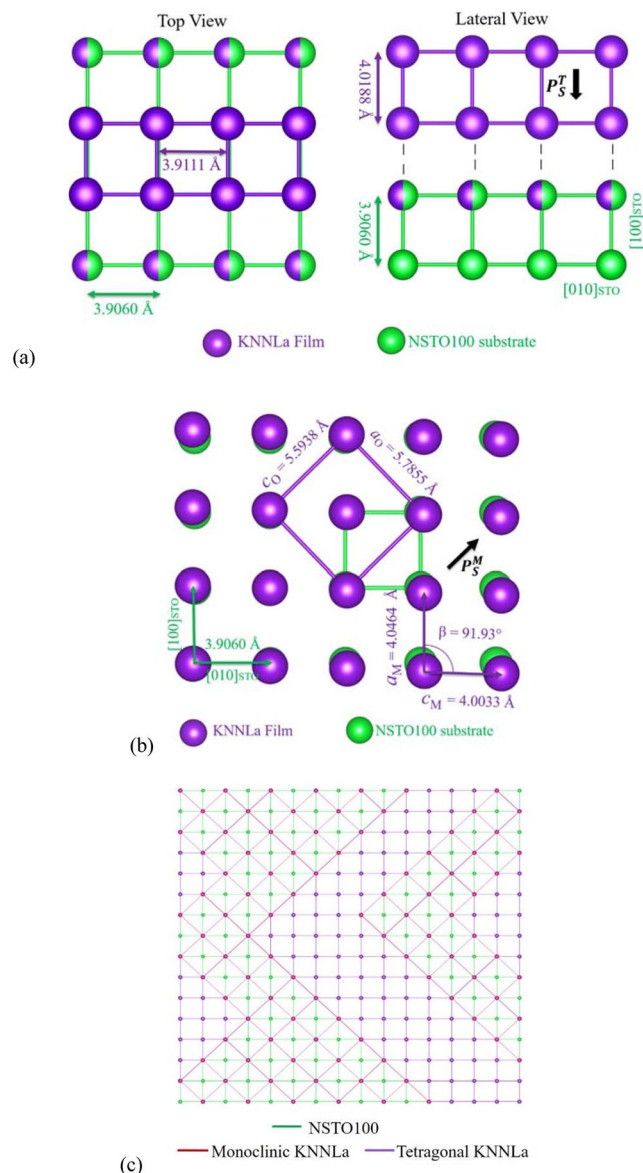 Top View
Lateral View
4.0188 Å
P_S^T
3.9111 Å
3.9060 Å
[100]STO
3.9060 Å
[010]STO
KNNLa Film
NSTO100 substrate
(a)
c_O = 5.5938 Å
a_O = 5.7855 Å
P_S^M
[100]STO
3.9060 Å
[010]STO
a_M = 4.0464 Å
β = 91.93°
c_M = 4.0033 Å
(b)
KNNLa Film
NSTO100 substrate
NSTO100
Monoclinic KNNLa
Tetragonal KNNLa
(c)